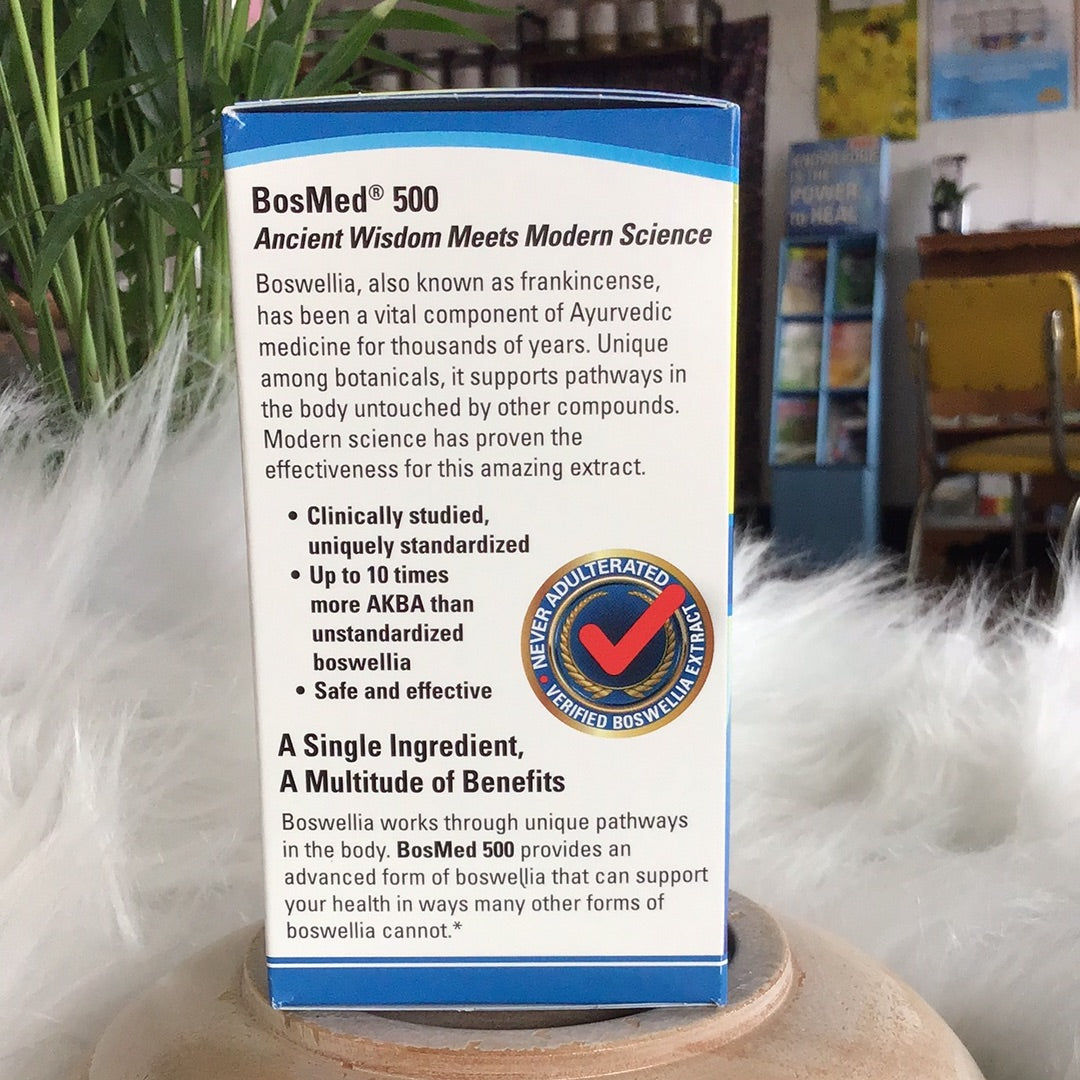 BosMed® 500
Ancient Wisdom Meets Modern Science
Boswellia, also known as frankincense,
has been a vital component of Ayurvedic
medicine for thousands of years. Unique
among botanicals, it supports pathways in
the body untouched by other compounds.
Modern science has proven the
effectiveness for this amazing extract.
• Clinically studied,
uniquely standardized
• Up to 10 times
more AKBA than
unstandardized
boswellia
• Safe and effective
NEVER ADULTERATED
• VERIFIED BOSWELLIA EXTRACT
A Single Ingredient,
A Multitude of Benefits
Boswellia works through unique pathways
in the body. BosMed 500 provides an
advanced form of boswellia that can support
your health in ways many other forms of
boswellia cannot.*
KNOWLEDGE
IS THE
POWER
to HEAL